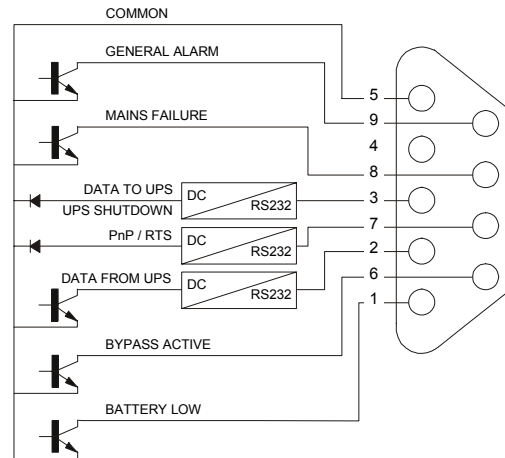 COMMON
GENERAL ALARM
5
9
MAINS FAILURE
4
8
DATA TO UPS
DC
RS232
3
UPS SHUTDOWN
7
PnP / RTS
DC
RS232
2
DATA FROM UPS
DC
RS232
6
1
BYPASS ACTIVE
BATTERY LOW